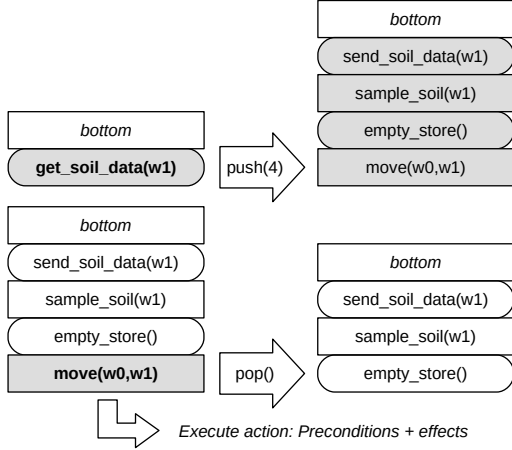 bottom
get_soil_data(w1)
push(4)
bottom
send_soil_data(w1)
sample_soil(w1)
empty_store()
move(w0,w1)
bottom
send_soil_data(w1)
sample_soil(w1)
empty_store()
move(w0,w1)
pop()
bottom
send_soil_data(w1)
sample_soil(w1)
empty_store()
Execute action: Preconditions + effects